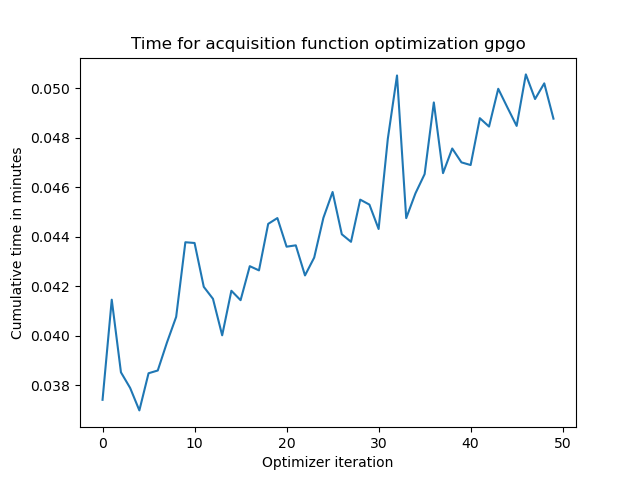 Time for acquisition function optimization gpgo
Cumulative time in minutes
0.050
0.048
0.046
0.044
0.042
0.040
0.038
0 10 20 30 40 50
Optimizer iteration